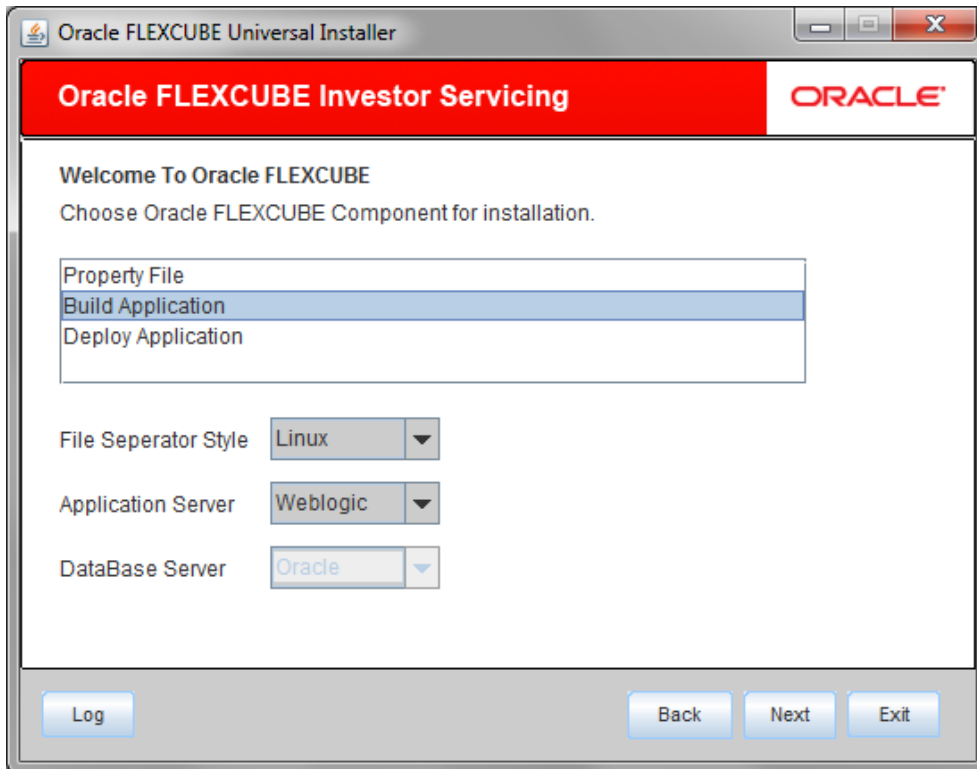 Oracle FLEXCUBE Universal Installer
Oracle FLEXCUBE Investor Servicing
ORACLE
Welcome To Oracle FLEXCUBE
Choose Oracle FLEXCUBE Component for installation.
Property File
Build Application
Deploy Application
File Seperator Style Linux
Application Server Weblogic
DataBase Server Oracle
Log Back Next Exit